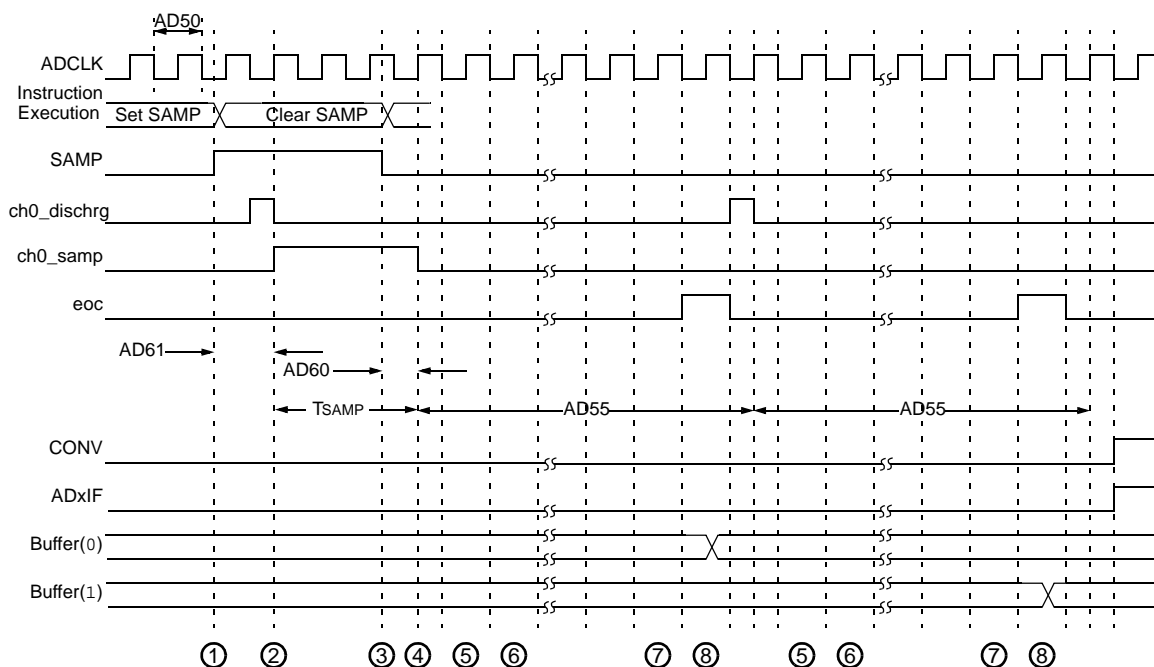 AD50
ADCLK
Instruction
Execution
Set SAMP
Clear SAMP
SAMP
ch0_dischrg
ch0_samp
eoc
AD61
AD60
TSAMP
AD55
AD55
CONV
ADxIF
Buffer(0)
Buffer(1)
1 2 3 4 5 6 7 8 5 6 7 8